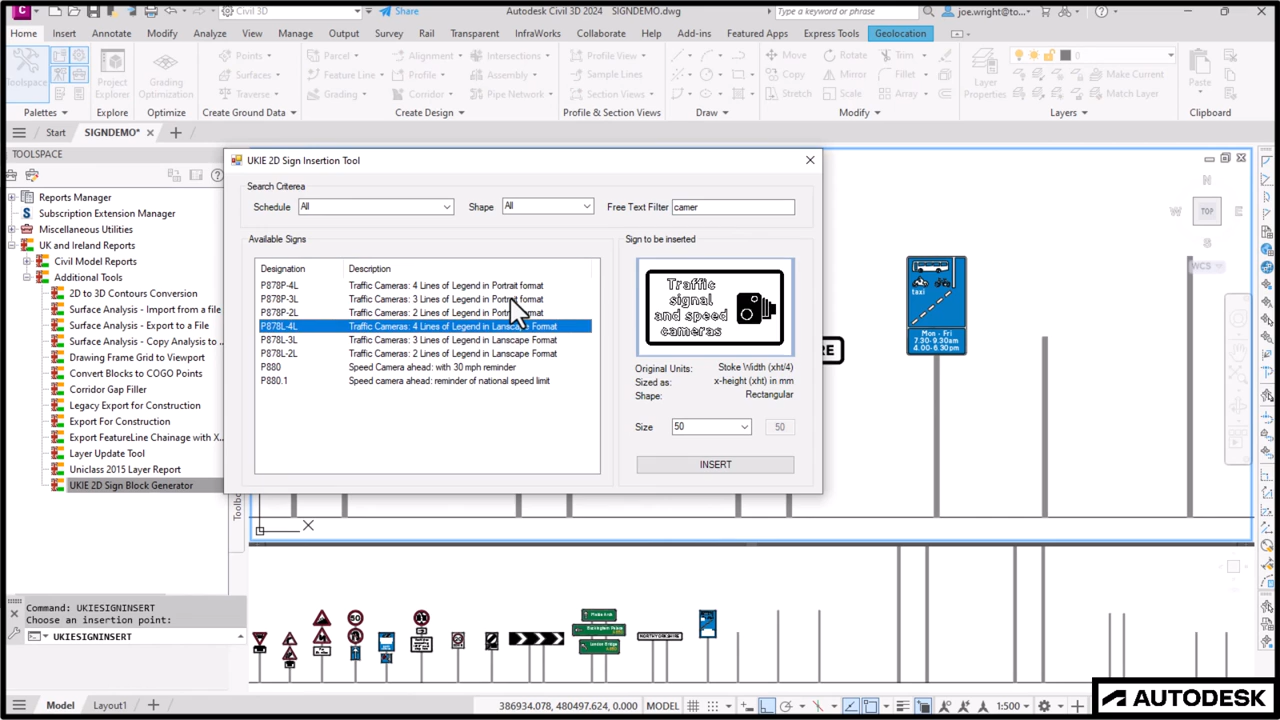 Civil 3D
Share
Autodesk Civil 3D 2024 SIGNDEMO.dwg
Type a keyword or phrase
joe.wright@to...
Home Insert Annotate Modify Analyze View Manage Output Survey Rail Transparent InfraWorks Collaborate Help Add-ins Featured Apps Express Tools Geolocation
Toolspace
Project Explorer
Grading Optimization
Points
Surfaces
Traverse
Parcel
Feature Line
Grading
Alignment
Profile
Corridor
Intersections
Assembly
Pipe Network
Profile View
Sample Lines
Section Views
Move
Copy
Stretch
Rotate
Mirror
Scale
Trim
Fillet
Array
Layer Properties
0
Make Current
Match Layer
Paste
Palettes Explore Optimization Create Ground Data Create Design Profile & Section Views Draw Modify Layers Clipboard
Start SIGNDEMO*
TOOLSPACE
Reports Manager
Subscription Extension Manager
Miscellaneous Utilities
UK and Ireland Reports
Civil Model Reports
Additional Tools
2D to 3D Contours Conversion
Surface Analysis - Import from a file
Surface Analysis - Export to a File
Surface Analysis - Copy Analysis to ...
Drawing Frame Grid to Viewport
Convert Blocks to COGO Points
Corridor Gap Filler
Legacy Export for Construction
Export For Construction
Export FeatureLine Chainage with X...
Layer Update Tool
Uniclass 2015 Layer Report
UKIE 2D Sign Block Generator
Toolb
UKIE 2D Sign Insertion Tool
Search Criterea
Schedule All Shape All Free Text Filter camer
Available Signs
Designation Description
P878P-4L Traffic Cameras: 4 Lines of Legend in Portrait format
P878P-3L Traffic Cameras: 3 Lines of Legend in Portrait format
P878P-2L Traffic Cameras: 2 Lines of Legend in Port mat
P878L-4L Traffic Cameras: 4 Lines of Legend in Lanscape Format
P878L-3L Traffic Cameras: 3 Lines of Legend in Lanscape Format
P878L-2L Traffic Cameras: 2 Lines of Legend in Lanscape Format
P880 Speed Camera ahead: with 30 mph reminder
P880.1 Speed camera ahead: reminder of national speed limit
Sign to be inserted
Traffic
signal
and speed
cameras
Original Units: Stoke Width (xht/4)
Sized as: x-height (xht) in mm
Shape: Rectangular
Size 50 50
INSERT
RE
taxi
Mon - Fri
7.30-9.30am
4.00-6.30pm
N
W TOP E
S
WCS
X
50
NORTHYORKSHIRE
Command: UKIESIGNINSERT
Choose an insertion point:
UKIESIGNINSERT
Model Layout1
386934.078, 480497.624, 0.000 MODEL
1:500
AUTODESK